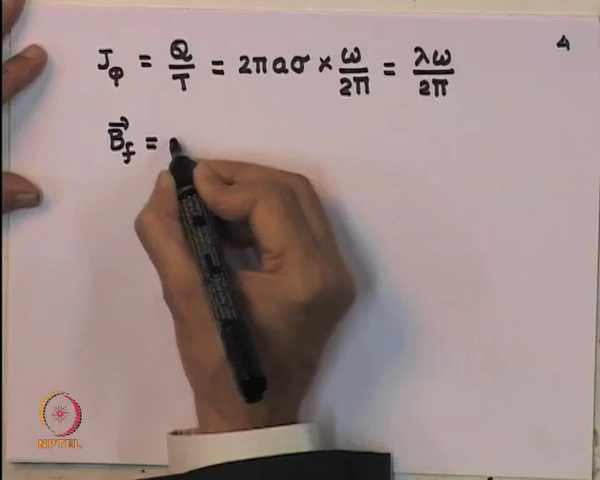 4
J_φ = Q/T = 2πaσ × ω/2π = λω/2π
B⃗_f =
NPTEL